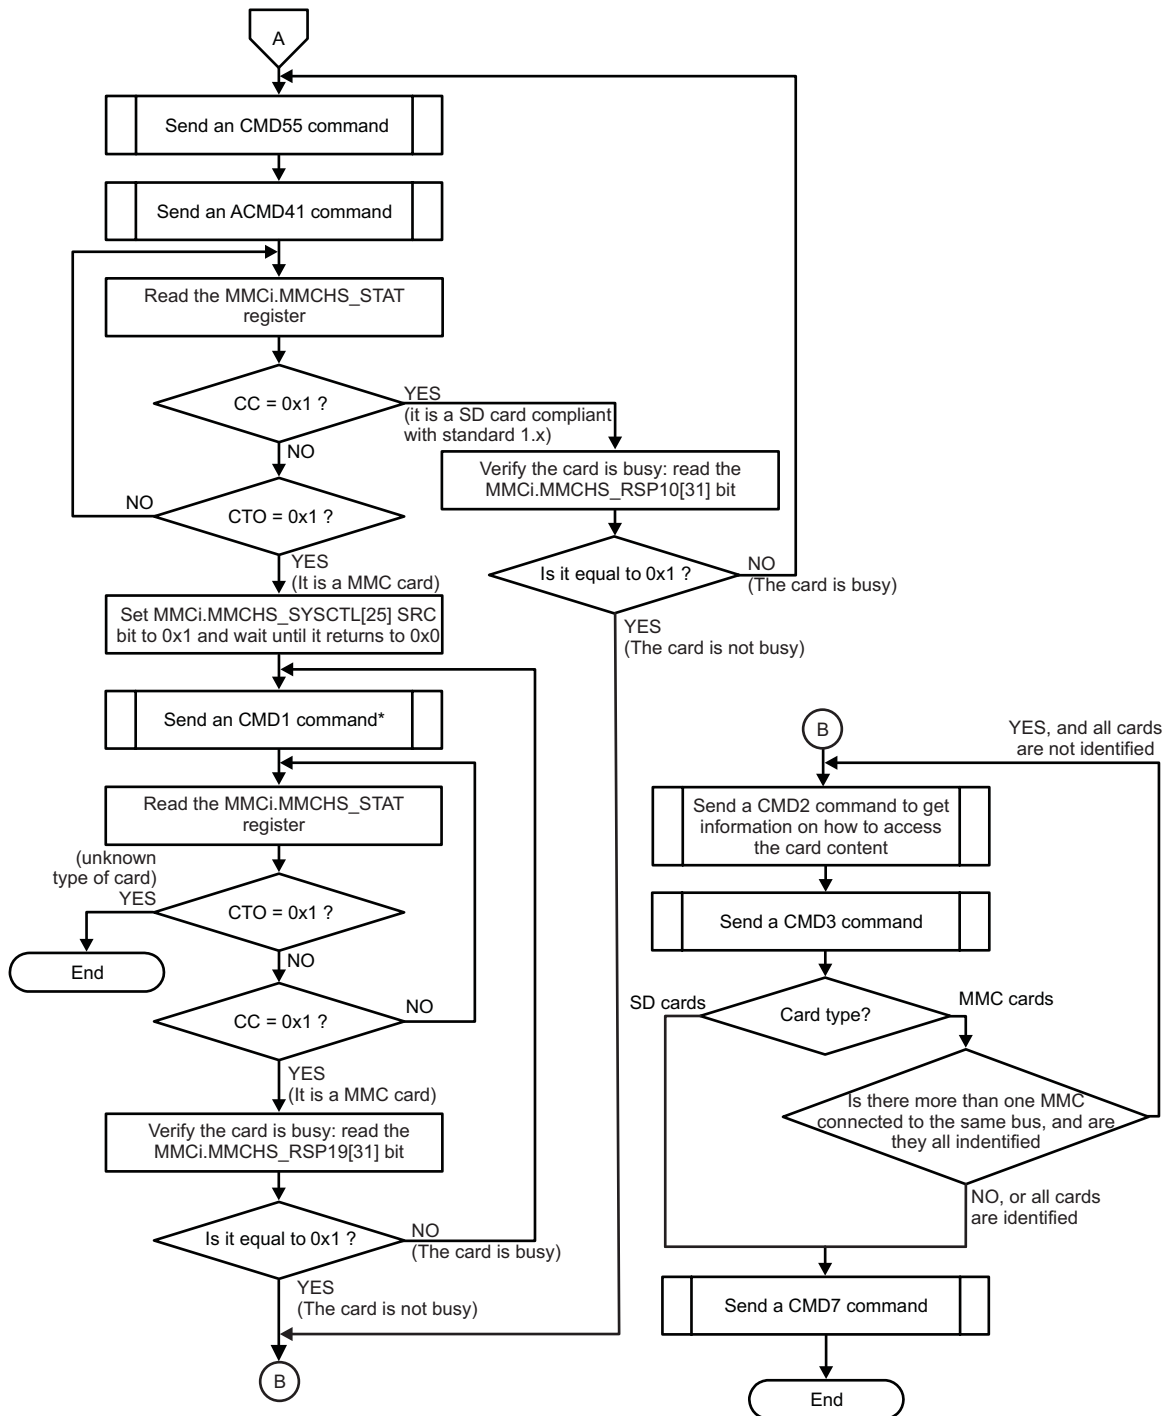 A
Send an CMD55 command
Send an ACMD41 command
Read the MMCi.MMCHS_STAT
register
CC = 0x1 ?
YES
(it is a SD card compliant
with standard 1.x)
NO
Verify the card is busy: read the
MMCi.MMCHS_RSP10[31] bit
CTO = 0x1 ?
NO
YES
(It is a MMC card)
Is it equal to 0x1 ?
NO
(The card is busy)
YES
(The card is not busy)
Set MMCi.MMCHS_SYSCTL[25] SRC
bit to 0x1 and wait until it returns to 0x0
Send an CMD1 command*
Read the MMCi.MMCHS_STAT
register
(unknown
type of card)
YES
CTO = 0x1 ?
End
NO
CC = 0x1 ?
NO
YES
(It is a MMC card)
Verify the card is busy: read the
MMCi.MMCHS_RSP19[31] bit
Is it equal to 0x1 ?
NO
(The card is busy)
YES
(The card is not busy)
B
B
YES, and all cards
are not identified
Send a CMD2 command to get
information on how to access
the card content
Send a CMD3 command
SD cards
Card type?
MMC cards
Is there more than one MMC
connected to the same bus, and are
they all indentified
NO, or all cards
are identified
Send a CMD7 command
End